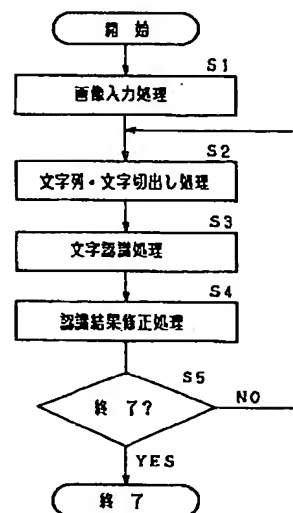 開 始
S1
画像入力処理
S2
文字列・文字切出し処理
S3
文字認識処理
S4
認識結果修正処理
S5
終 了?
NO
YES
終 了